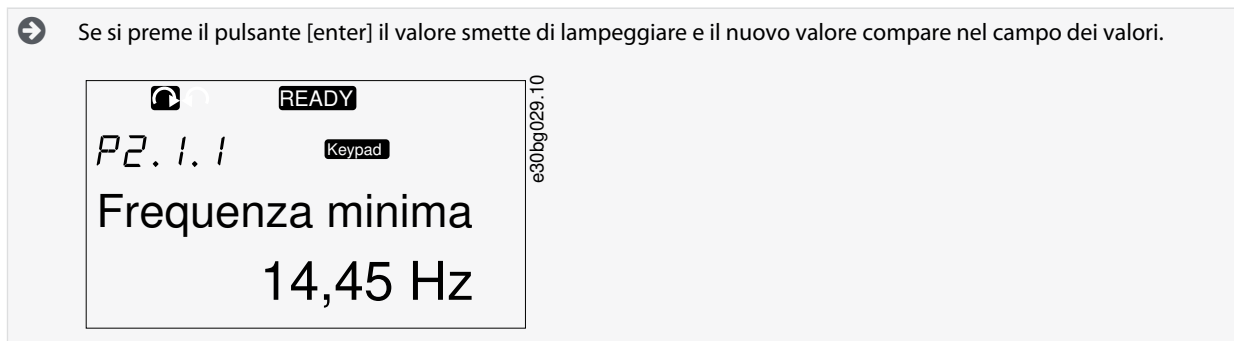 Se si preme il pulsante [enter] il valore smette di lampeggiare e il nuovo valore compare nel campo dei valori.
READY
P2.1.1 Keypad
Frequenza minima
14,45 Hz
e30bg029.10